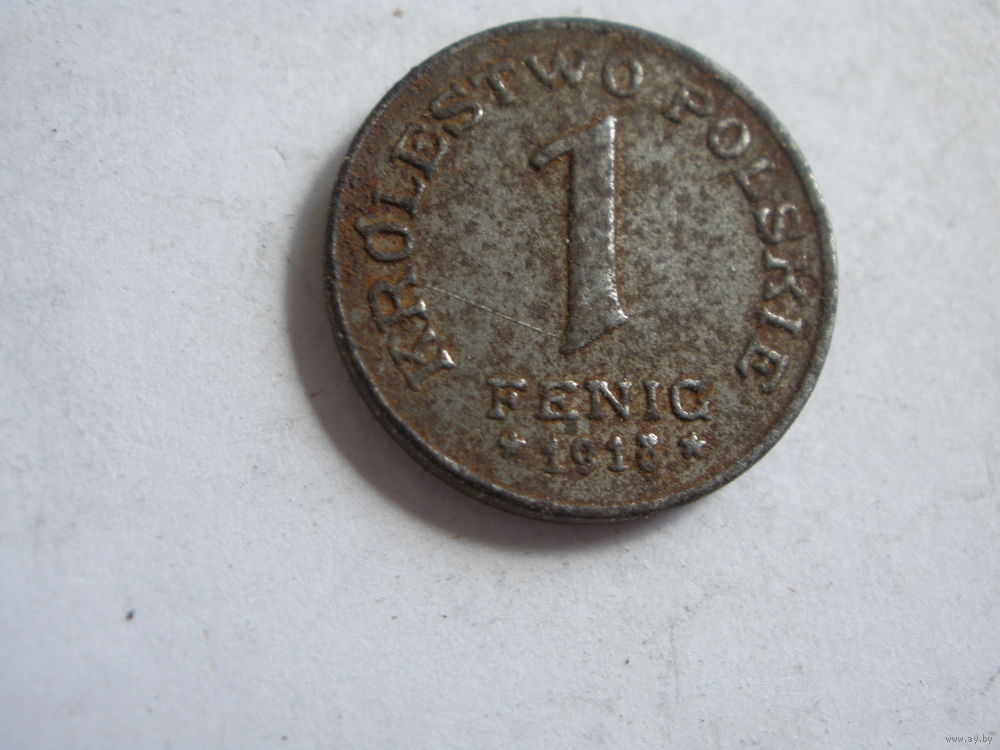 KRÓLESTWO POLSKIE
1
FENIG
* 1918 *
www.ay.by